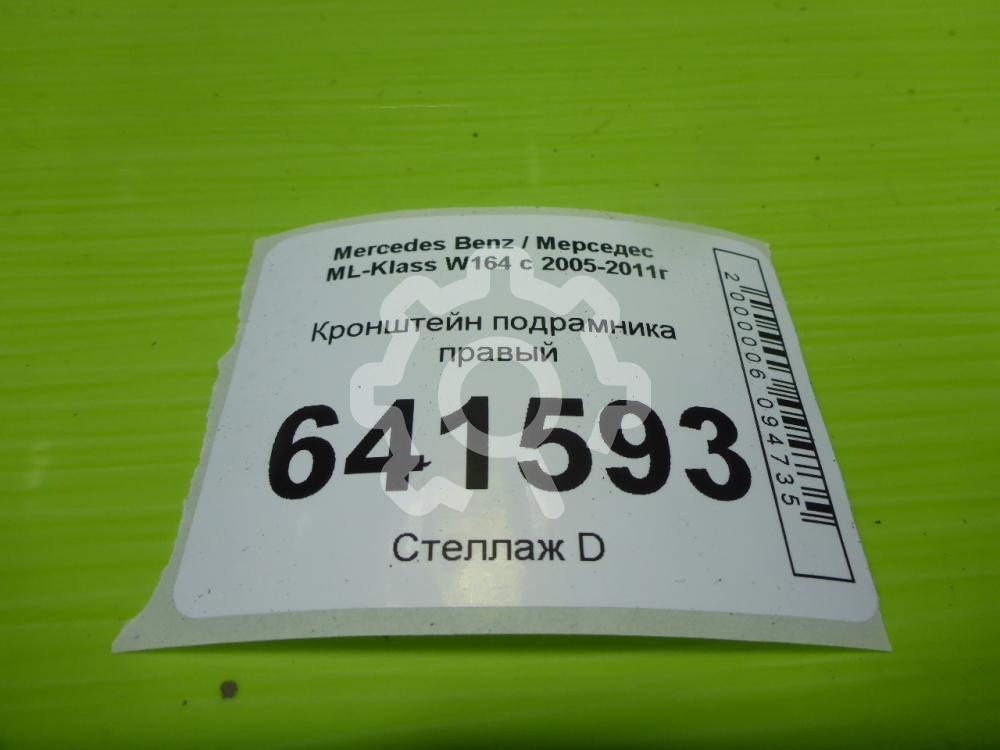 Mercedes Benz / Мерседес
ML-Klass W164 с 2005-2011г
Кронштейн подрамника
правый
641593
Стеллаж D
2000006094735